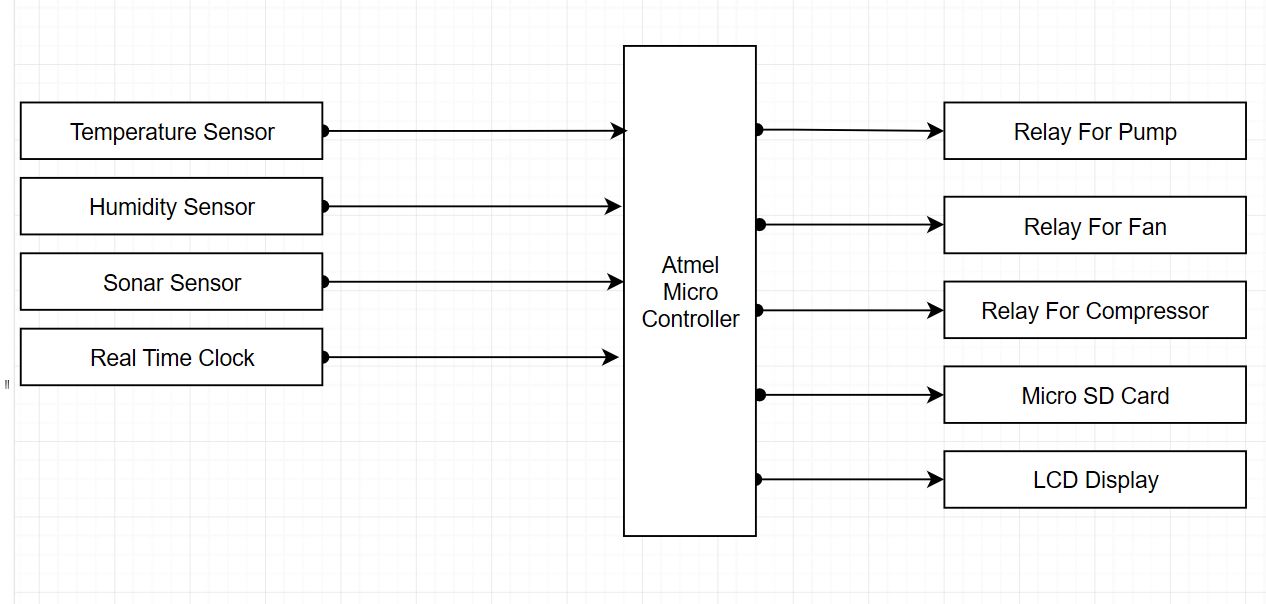 Temperature Sensor
Humidity Sensor
Sonar Sensor
Real Time Clock
Atmel
Micro
Controller
Relay For Pump
Relay For Fan
Relay For Compressor
Micro SD Card
LCD Display